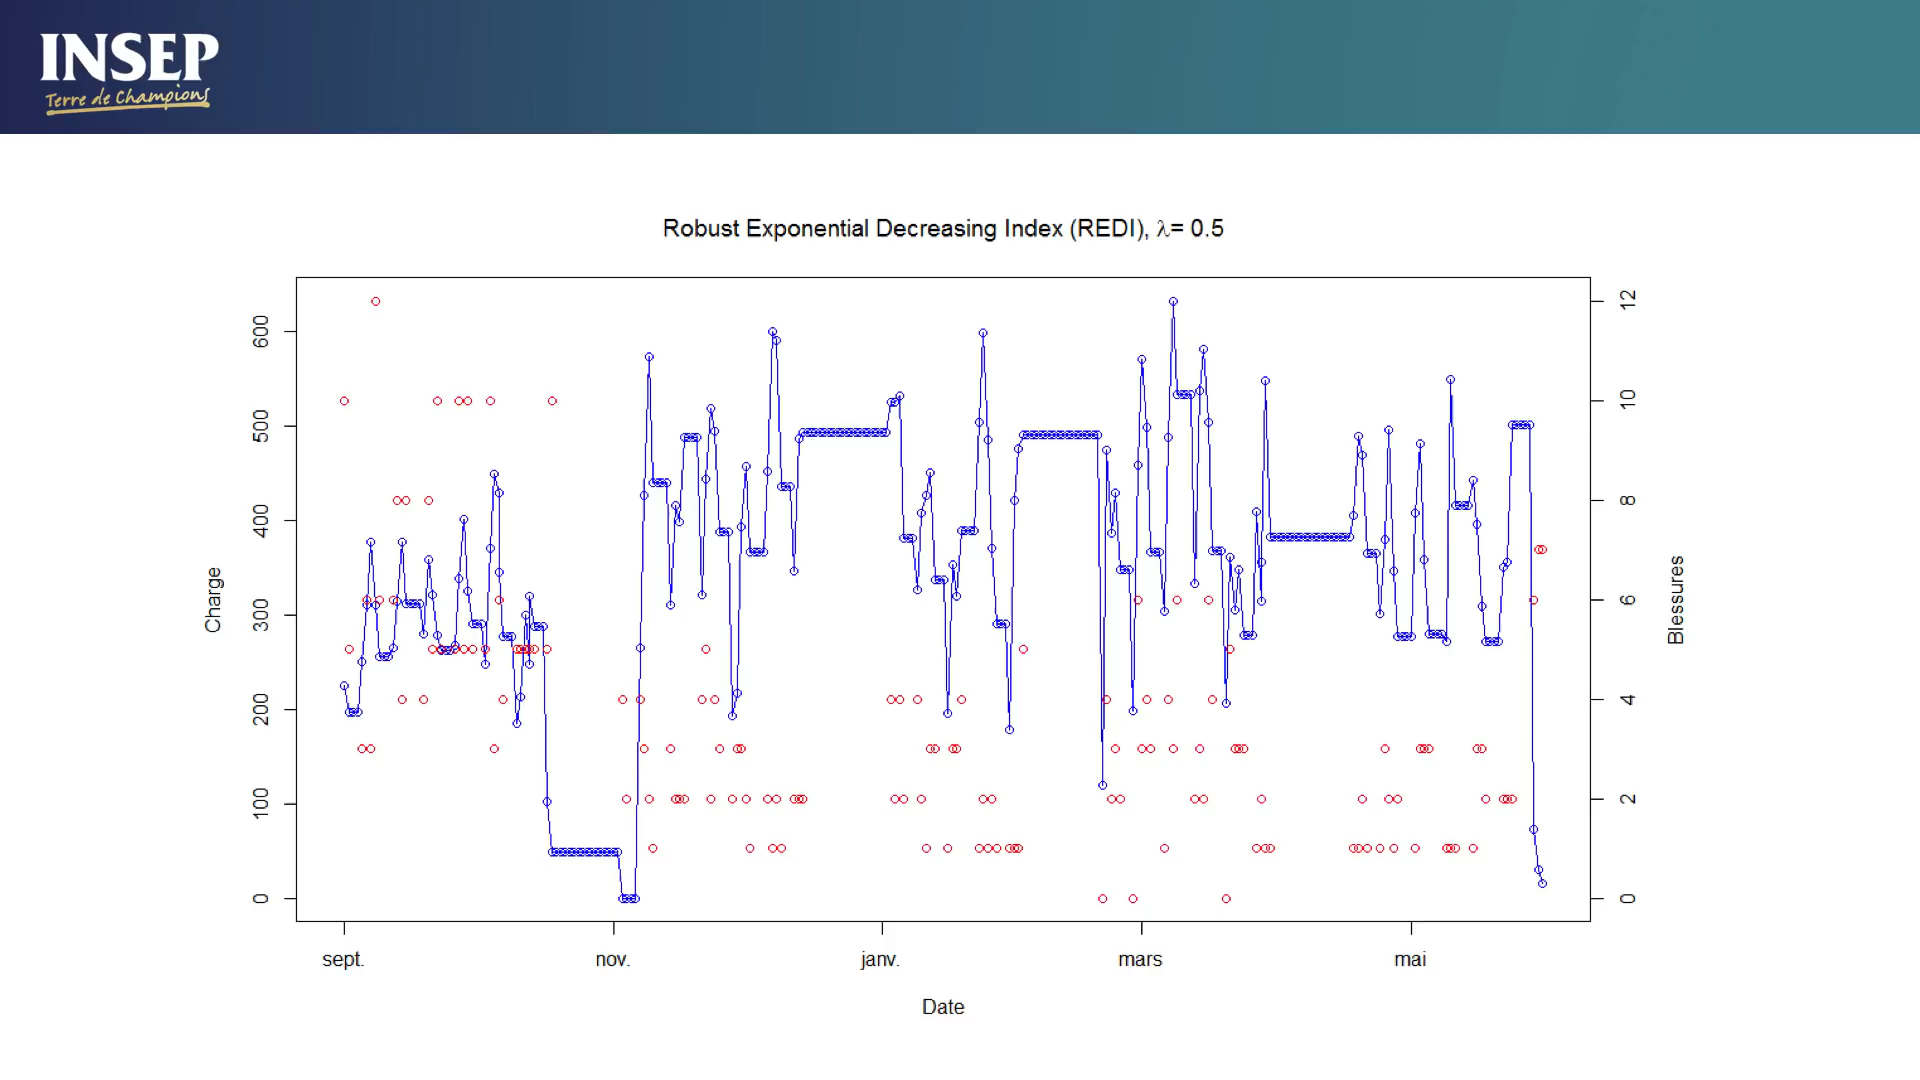 INSEP
Terre de Champions
Robust Exponential Decreasing Index (REDI), λ= 0.5
600
500
400
300
200
100
0
Charge
12
10
8
6
4
2
0
Blessures
sept.
nov.
janv.
mars
mai
Date